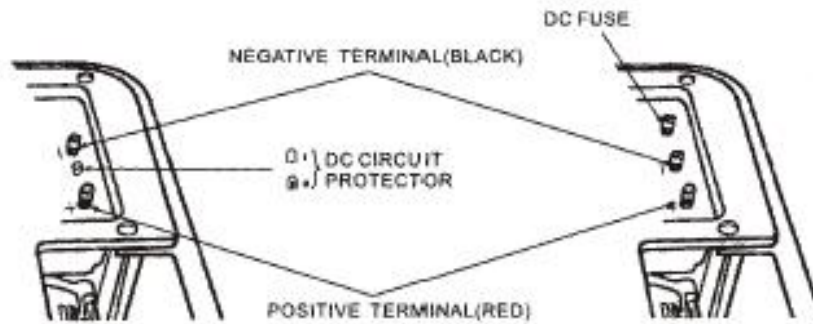 DC FUSE
NEGATIVE TERMINAL(BLACK)
DC CIRCUIT
PROTECTOR
POSITIVE TERMINAL(RED)